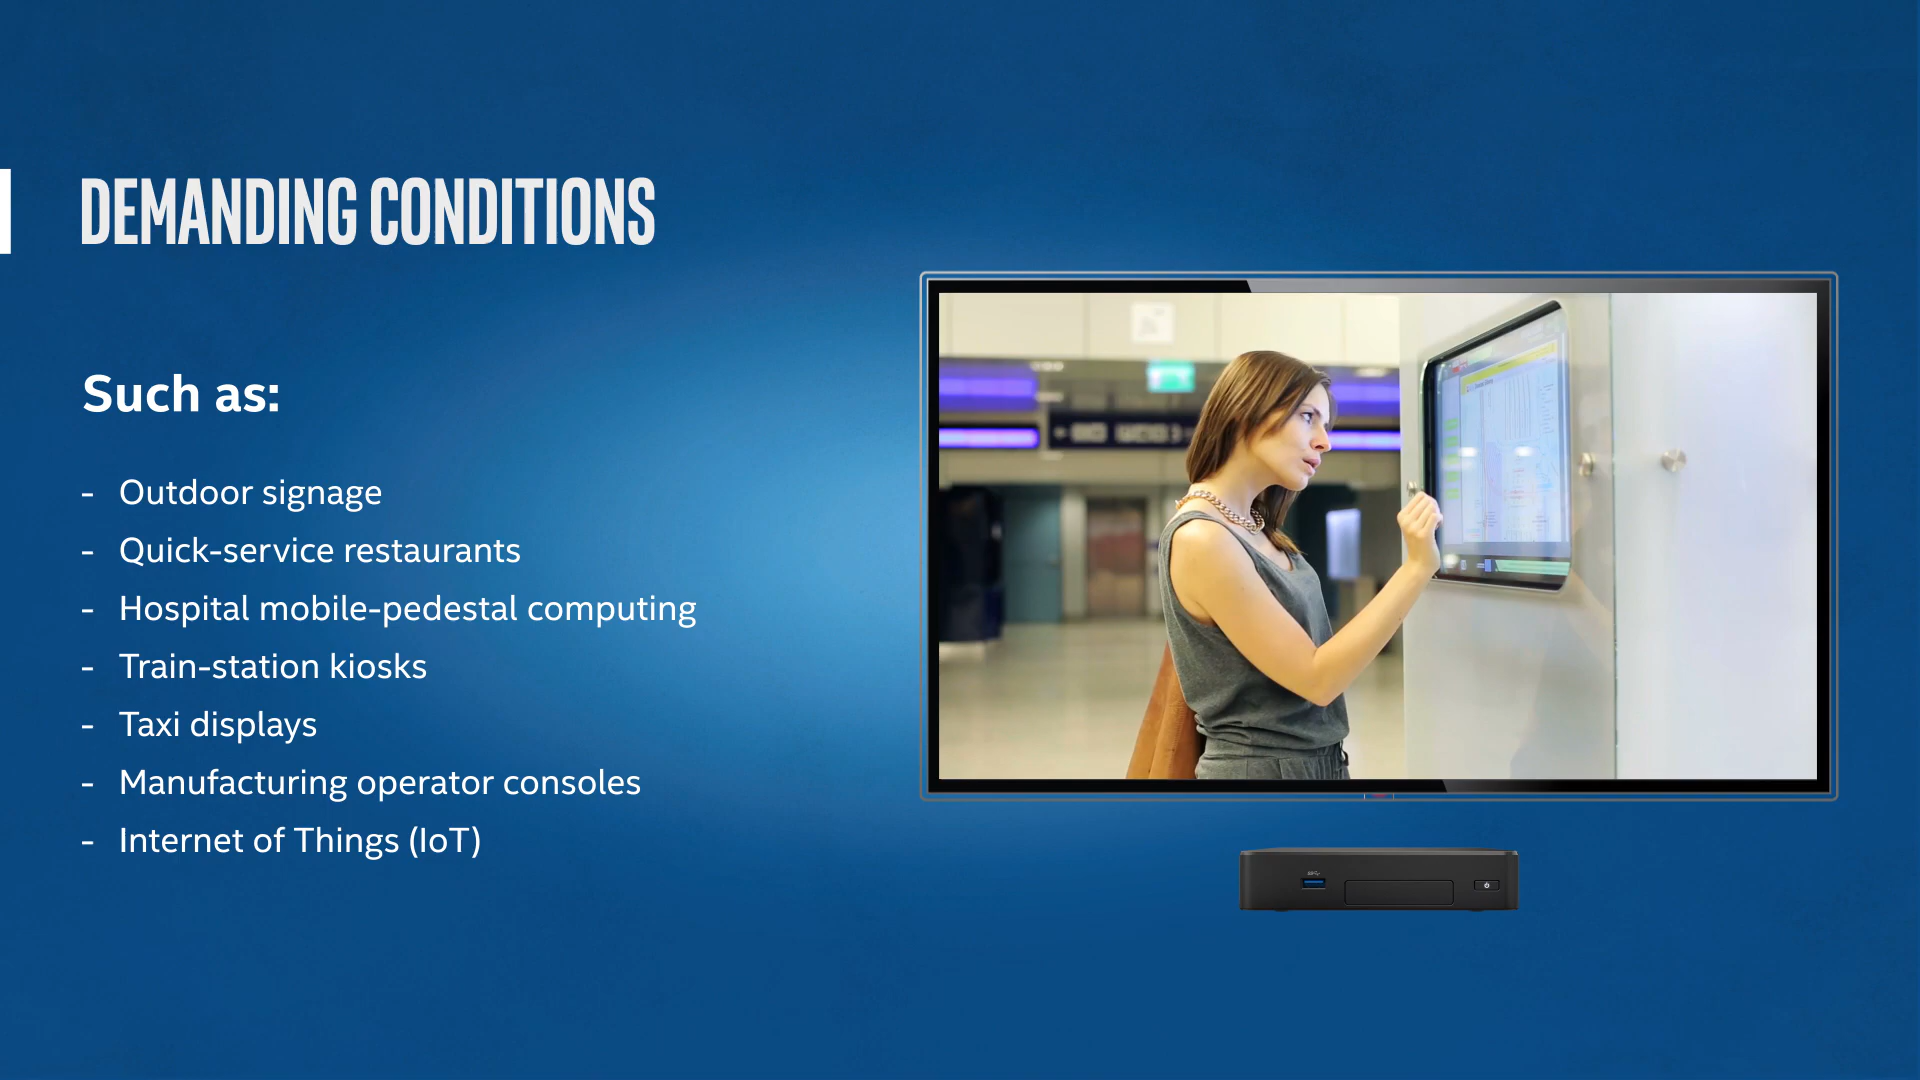 DEMANDING CONDITIONS
Such as:
- Outdoor signage
- Quick-service restaurants
- Hospital mobile-pedestal computing
- Train-station kiosks
- Taxi displays
- Manufacturing operator consoles
- Internet of Things (IoT)